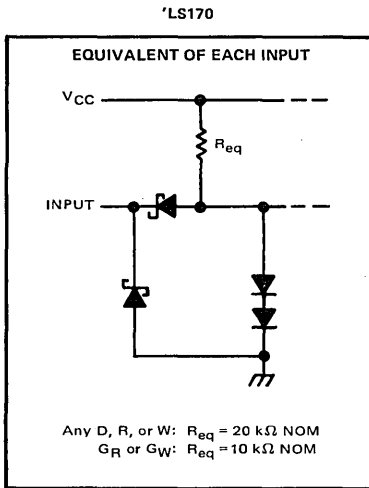 'LS170
EQUIVALENT OF EACH INPUT
VCC
Req
INPUT
Any D, R, or W: Req = 20 kΩ NOM
GR or GW: Req = 10 kΩ NOM